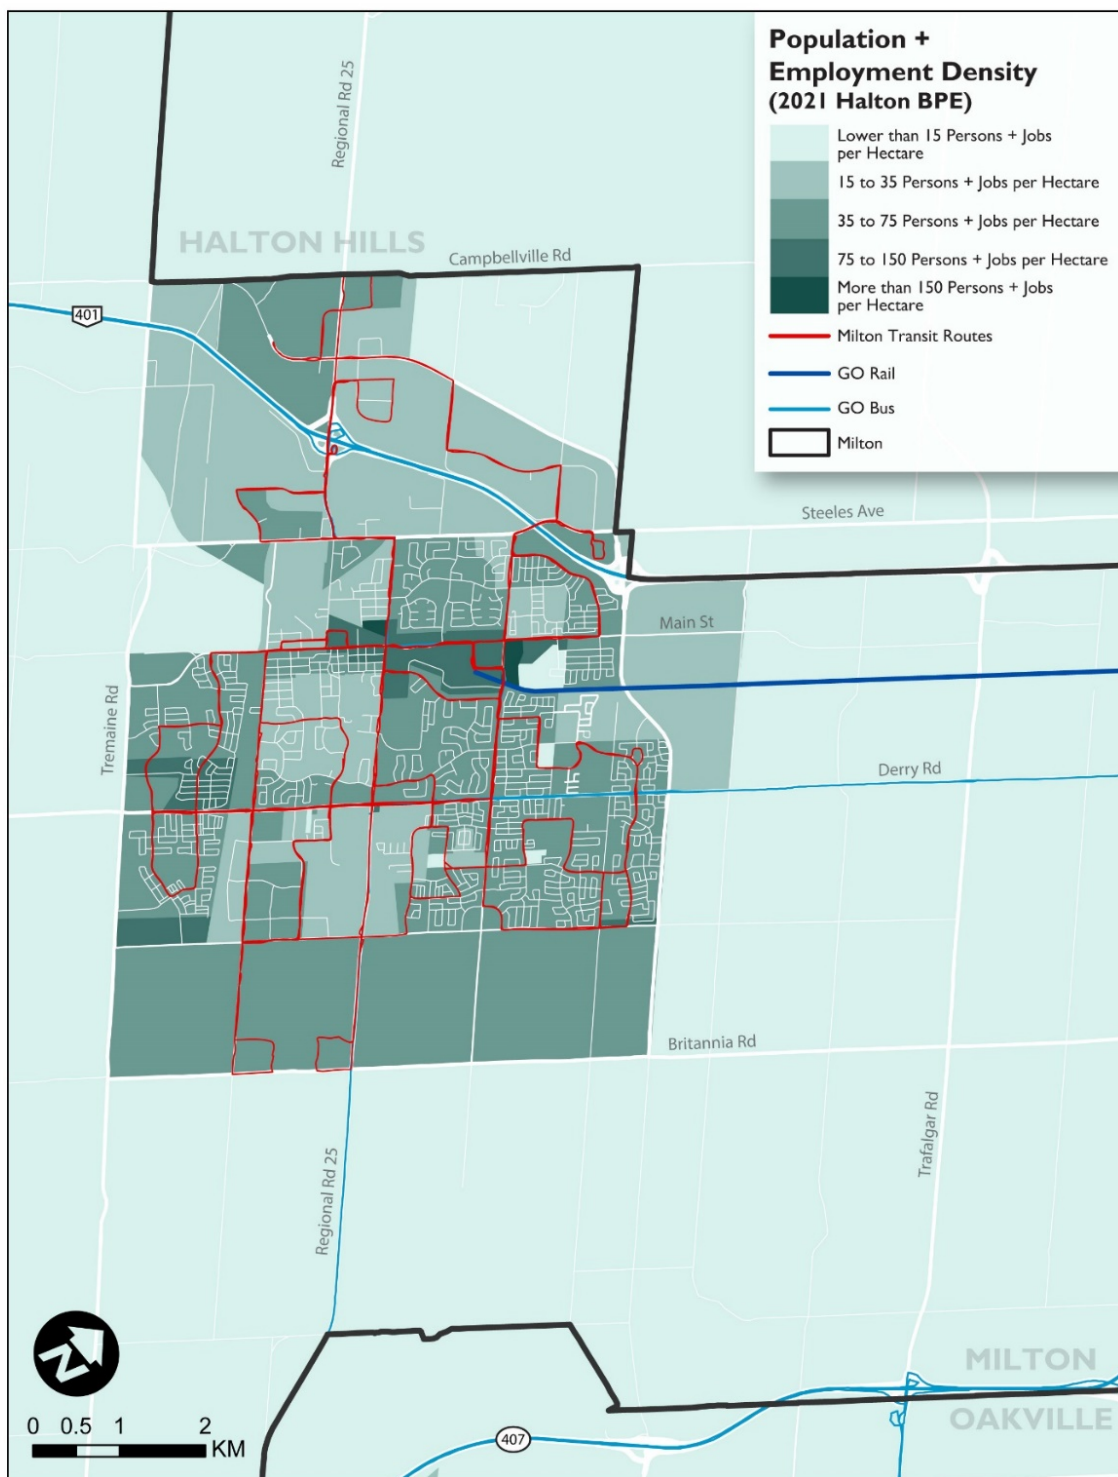 Population +
Employment Density
(2021 Halton BPE)
Lower than 15 Persons + Jobs
per Hectare
15 to 35 Persons + Jobs per Hectare
35 to 75 Persons + Jobs per Hectare
75 to 150 Persons + Jobs per Hectare
More than 150 Persons + Jobs
per Hectare
Milton Transit Routes
GO Rail
GO Bus
Milton
Regional Rd 25
HALTON HILLS
Campbellville Rd
401
Steeles Ave
Main St
Tremaine Rd
Derry Rd
Britannia Rd
Trafalgar Rd
Regional Rd 25
N
MILTON
OAKVILLE
407
0 0.5 1 2
KM